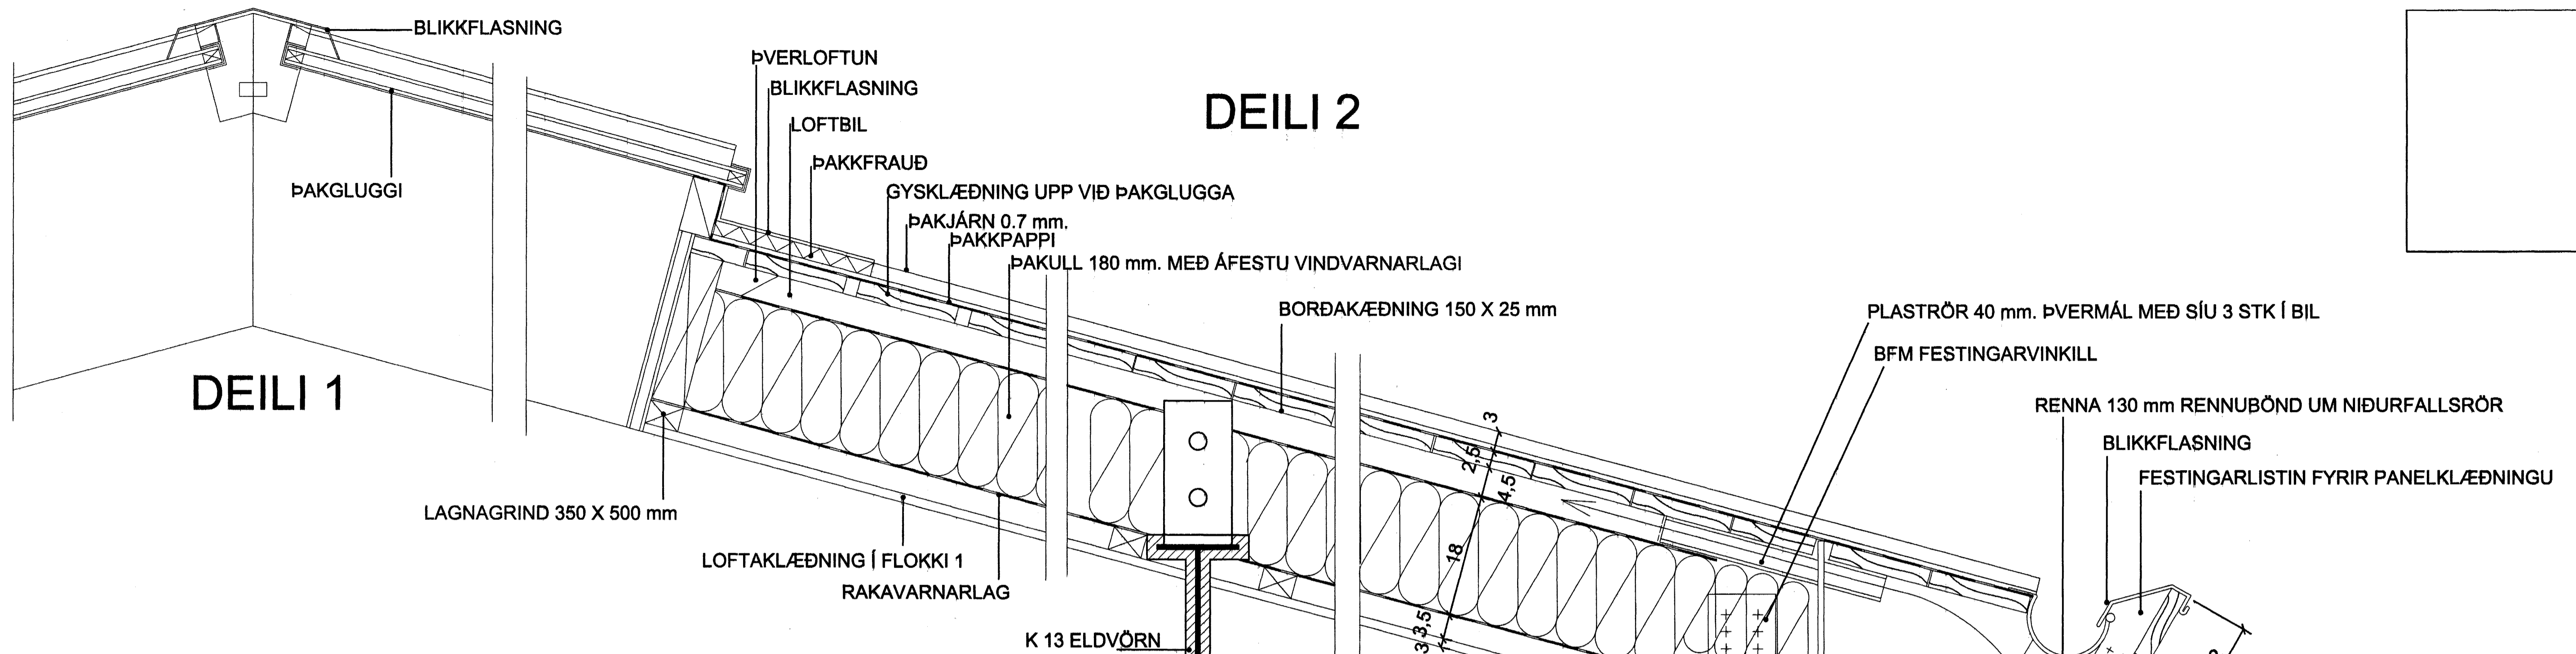 BLIKKFLASNING
ÞVERLOFTUN
BLIKKFLASNING
DEILI 2
LOFTBIL
ÞAKKFRAUÐ
ÞAKGLUGGI
GYSKLÆÐNING UPP VIÐ ÞAKGLUGGA
ÞAKJÁRN 0.7 mm.
ÞAKKPAPPI
ÞAKULL 180 mm. MEÐ ÁFESTU VINDVARNARLAGI
BORÐAKÆÐNING 150 X 25 mm
PLASTRÖR 40 mm. ÞVERMÁL MEÐ SÍU 3 STK Í BIL
BFM FESTINGARVINKILL
DEILI 1
RENNA 130 mm RENNUBÖND UM NIÐURFALLSRÖR
BLIKKFLASNING
FESTINGARLISTIN FYRIR PANELKLÆÐNINGU
3
2,5
4,5
18
3,5
3
LAGNAGRIND 350 X 500 mm
LOFTAKLÆÐNING Í FLOKKI 1
RAKAVARNARLAG
K 13 ELDVÖRN